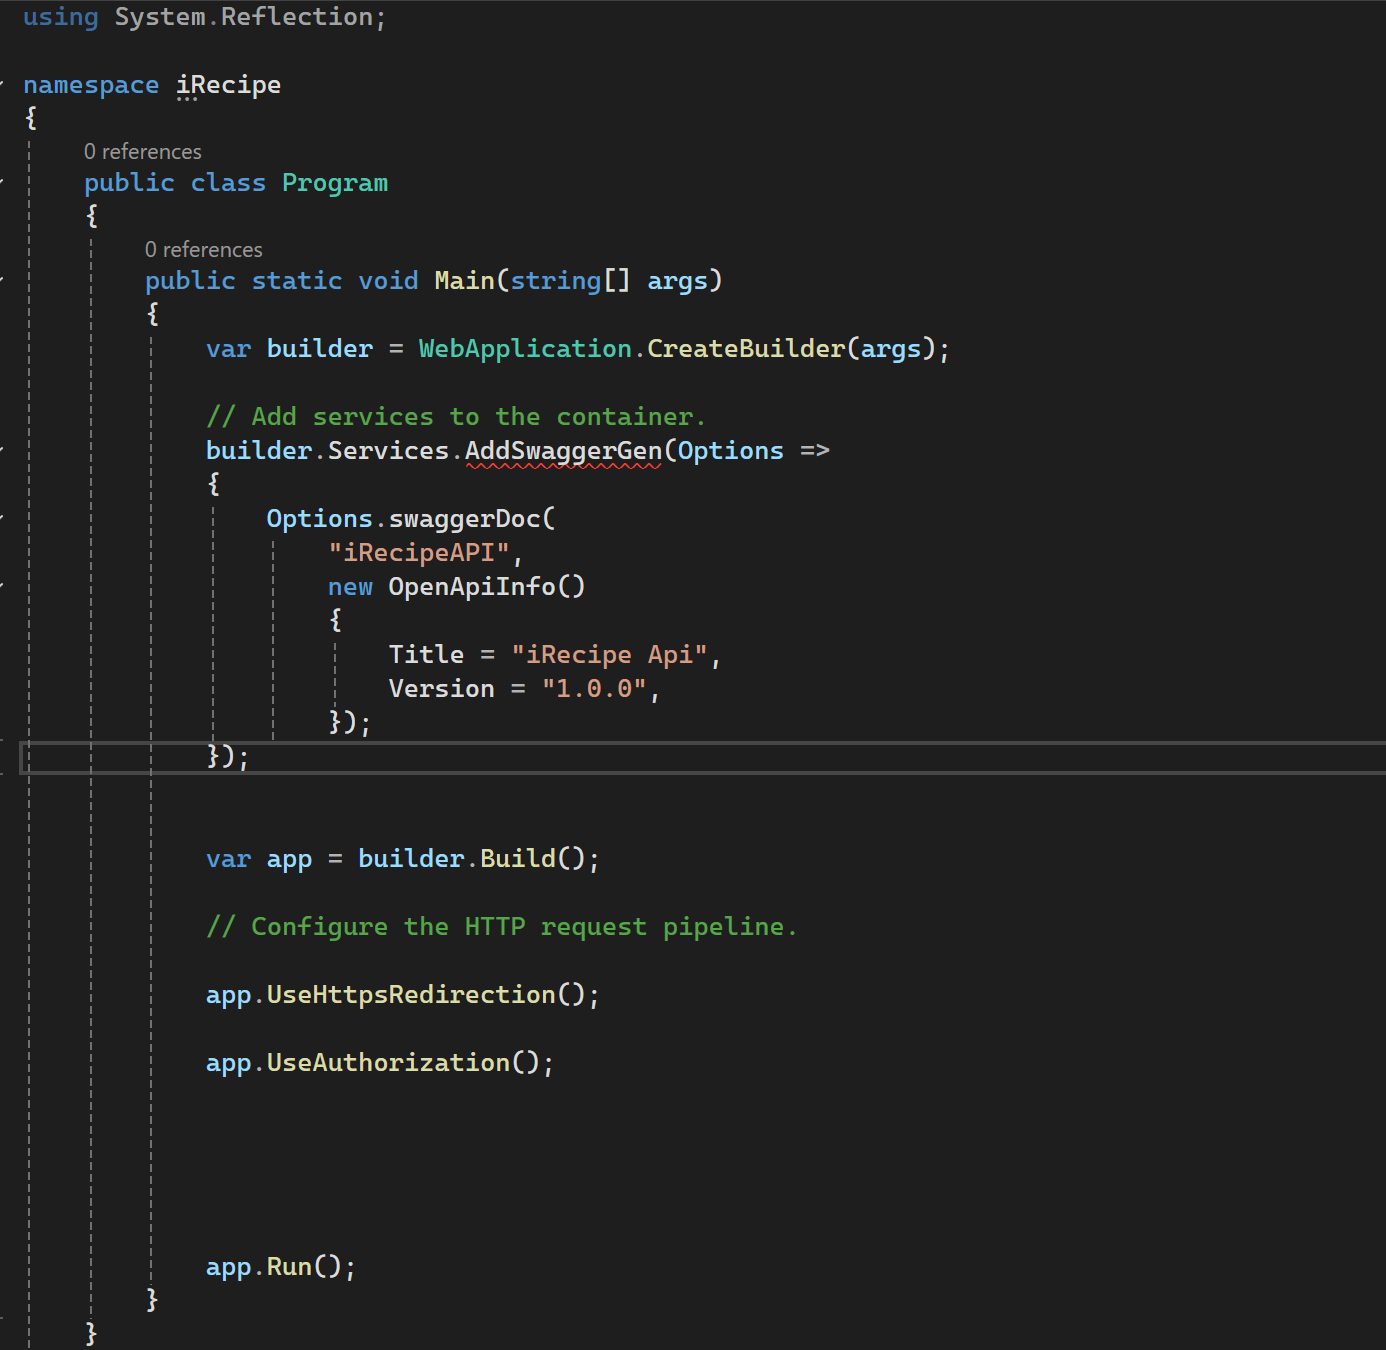 using System.Reflection;
namespace iRecipe
{
0 references
public class Program
{
0 references
public static void Main(string[] args)
{
var builder = WebApplication.CreateBuilder(args);
// Add services to the container.
builder.Services.AddSwaggerGen(Options =>
{
Options.swaggerDoc(
"iRecipeAPI",
new OpenApiInfo()
{
Title = "iRecipe Api",
Version = "1.0.0",
});
});
var app = builder.Build();
// Configure the HTTP request pipeline.
app.UseHttpsRedirection();
app.UseAuthorization();
app.Run();
}
}